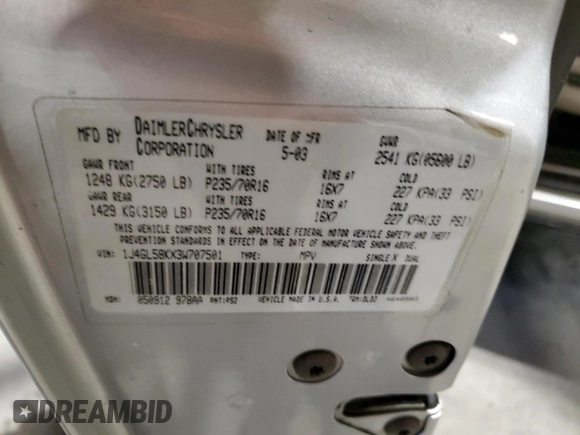 MFD BY DAIMLERCHRYSLER CORPORATION DATE OF MFR 5-03 GVWR 2541 KG(05600 LB)
GAWR FRONT WITH TIRES RIMS AT COLD
1248 KG(2750 LB) P235/70R16 16X7 227 KPA(33 PSI)
GAWR REAR WITH TIRES RIMS AT COLD
1429 KG(3150 LB) P235/70R16 16X7 227 KPA(33 PSI)
THIS VEHICLE CONFORMS TO ALL APPLICABLE FEDERAL MOTOR VEHICLE SAFETY AND THEFT
PREVENTION STANDARDS IN EFFECT ON THE DATE OF MANUFACTURE SHOWN ABOVE.
VIN: 1J4GL58KX3W707501 TYPE: MPV SINGLE X DUAL
MDH: 050912 978AA PNT: PS2 VEHICLE MADE IN U.S.A. TRM: DLDO
DREAMBID